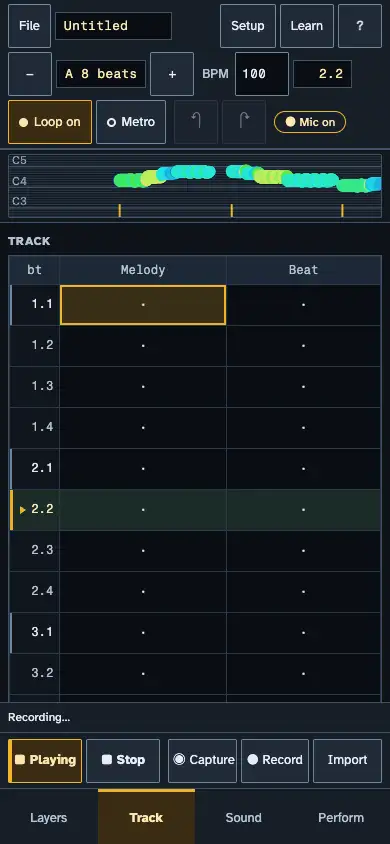 File Untitled Setup Learn ?
– A 8 beats + BPM 100 2.2
Loop on Metro Mic on
C5
C4
C3
TRACK
bt Melody Beat
1.1 · ·
1.2 · ·
1.3 · ·
1.4 · ·
2.1 · ·
2.2 · ·
2.3 · ·
2.4 · ·
3.1 · ·
3.2 · ·
Recording…
Playing Stop Capture Record Import
Layers Track Sound Perform